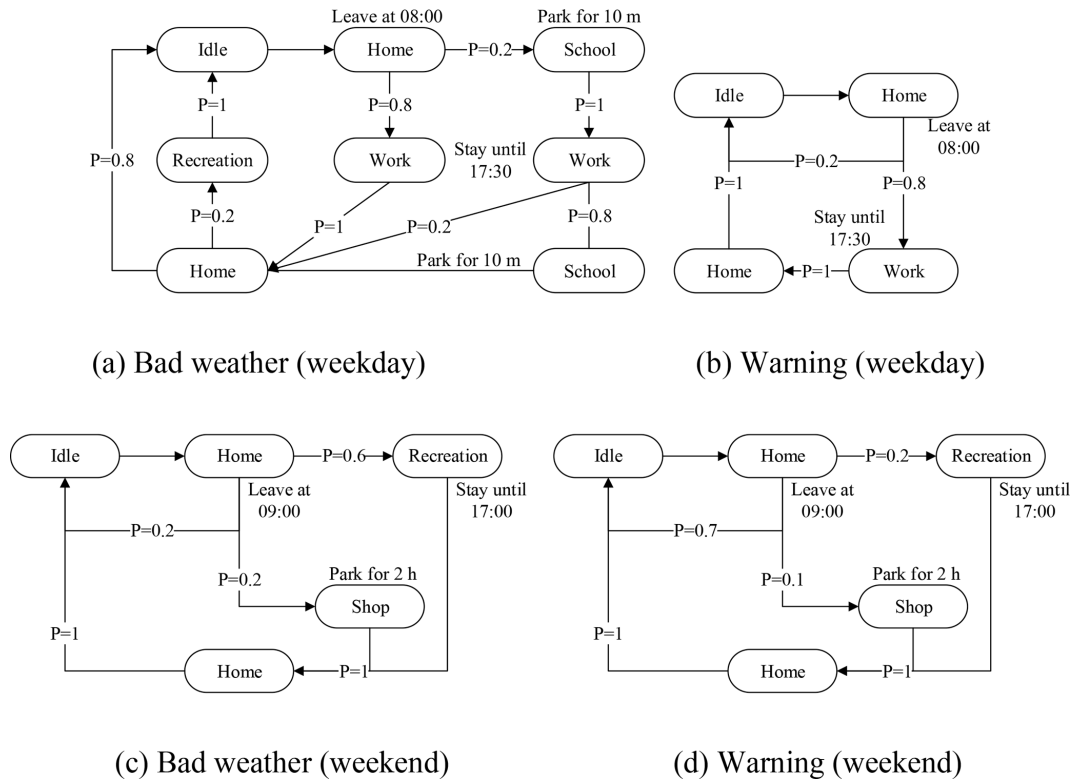 Leave at 08:00
Park for 10 m
Idle
Home
P=0.2
School
P=1
P=0.8
P=1
P=0.8
Recreation
Work
Stay until
17:30
Work
P=0.2
P=1
P=0.2
P=0.8
Home
Park for 10 m
School
(a) Bad weather (weekday)
Idle
Home
Leave at
08:00
P=0.2
P=1
P=0.8
Stay until
17:30
Home
P=1
Work
(b) Warning (weekday)
Idle
Home
P=0.6
Recreation
Leave at
09:00
Stay until
17:00
P=0.2
P=0.2
Park for 2 h
Shop
P=1
Home
P=1
(c) Bad weather (weekend)
Idle
Home
P=0.2
Recreation
Leave at
09:00
Stay until
17:00
P=0.7
P=0.1
Park for 2 h
Shop
P=1
Home
P=1
(d) Warning (weekend)